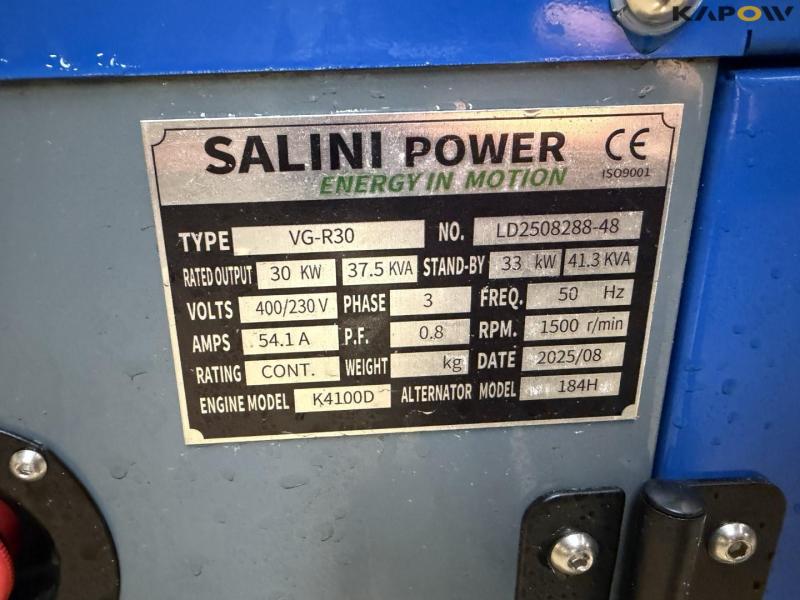 KAPOW
SALINI POWER CE
ENERGY IN MOTION ISO9001
TYPE VG-R30 NO. LD2508288-48
RATED OUTPUT 30 KW 37.5 KVA STAND-BY 33 kW 41.3 KVA
VOLTS 400/230 V PHASE 3 FREQ. 50 Hz
AMPS 54.1 A P.F. 0.8 RPM. 1500 r/min
RATING CONT. WEIGHT kg DATE 2025/08
ENGINE MODEL K4100D ALTERNATOR MODEL 184H